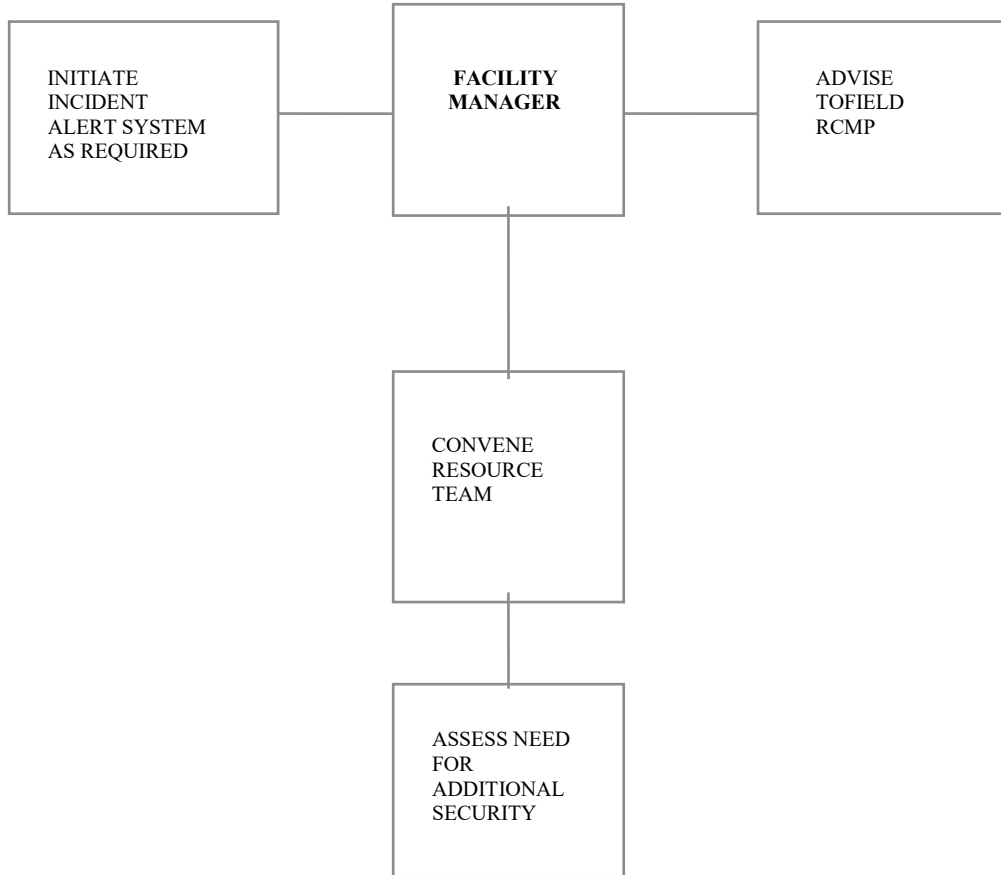 INITIATE
INCIDENT
ALERT SYSTEM
AS REQUIRED
FACILITY
MANAGER
ADVISE
TOFIELD
RCMP
CONVENE
RESOURCE
TEAM
ASSESS NEED
FOR
ADDITIONAL
SECURITY